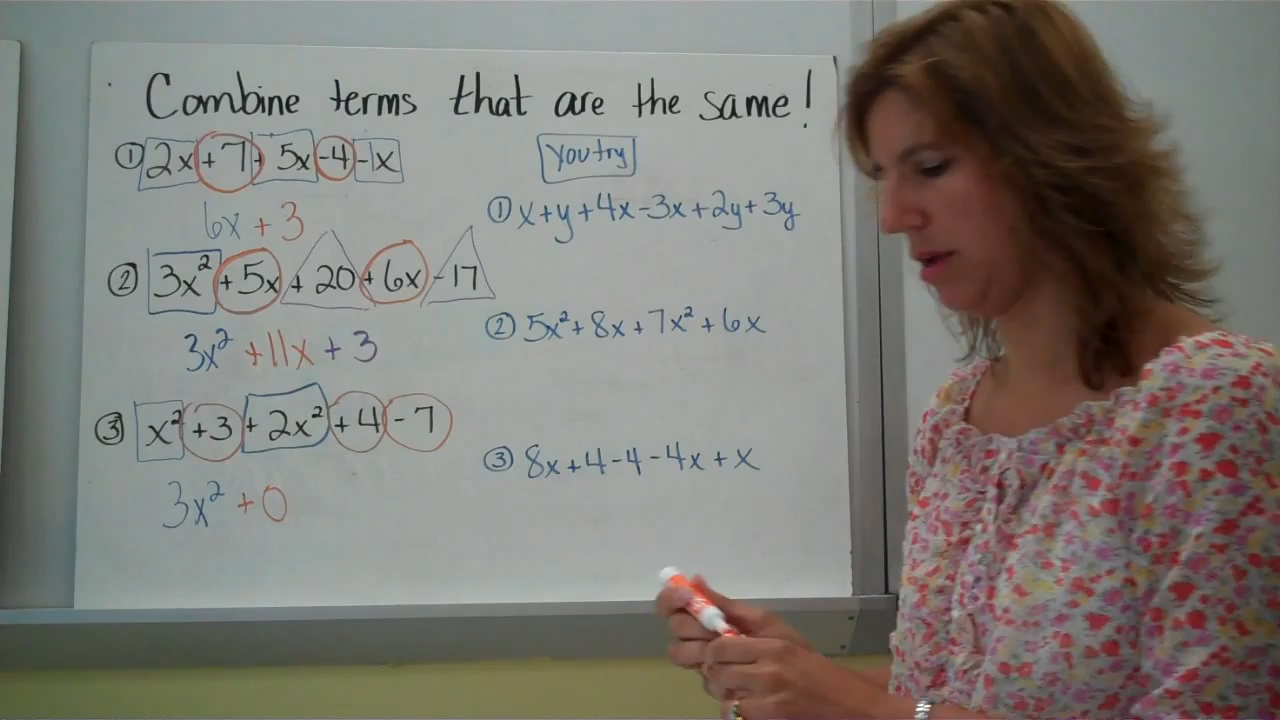 Combine terms that are the same!
① 2x + 7 + 5x - 4 - 1x
6x + 3
② 3x² + 5x + 20 + 6x - 17
3x² + 11x + 3
③ x² + 3 + 2x² + 4 - 7
3x² + 0
You try
① x + y + 4x - 3x + 2y + 3y
② 5x² + 8x + 7x² + 6x
③ 8x + 4 - 4 - 4x + x